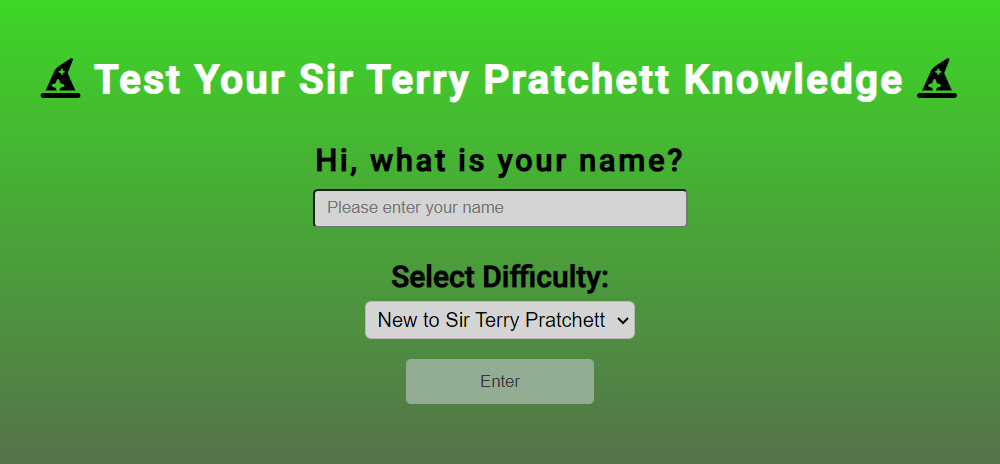 Test Your Sir Terry Pratchett Knowledge
Hi, what is your name?
Please enter your name
Select Difficulty:
New to Sir Terry Pratchett
Enter